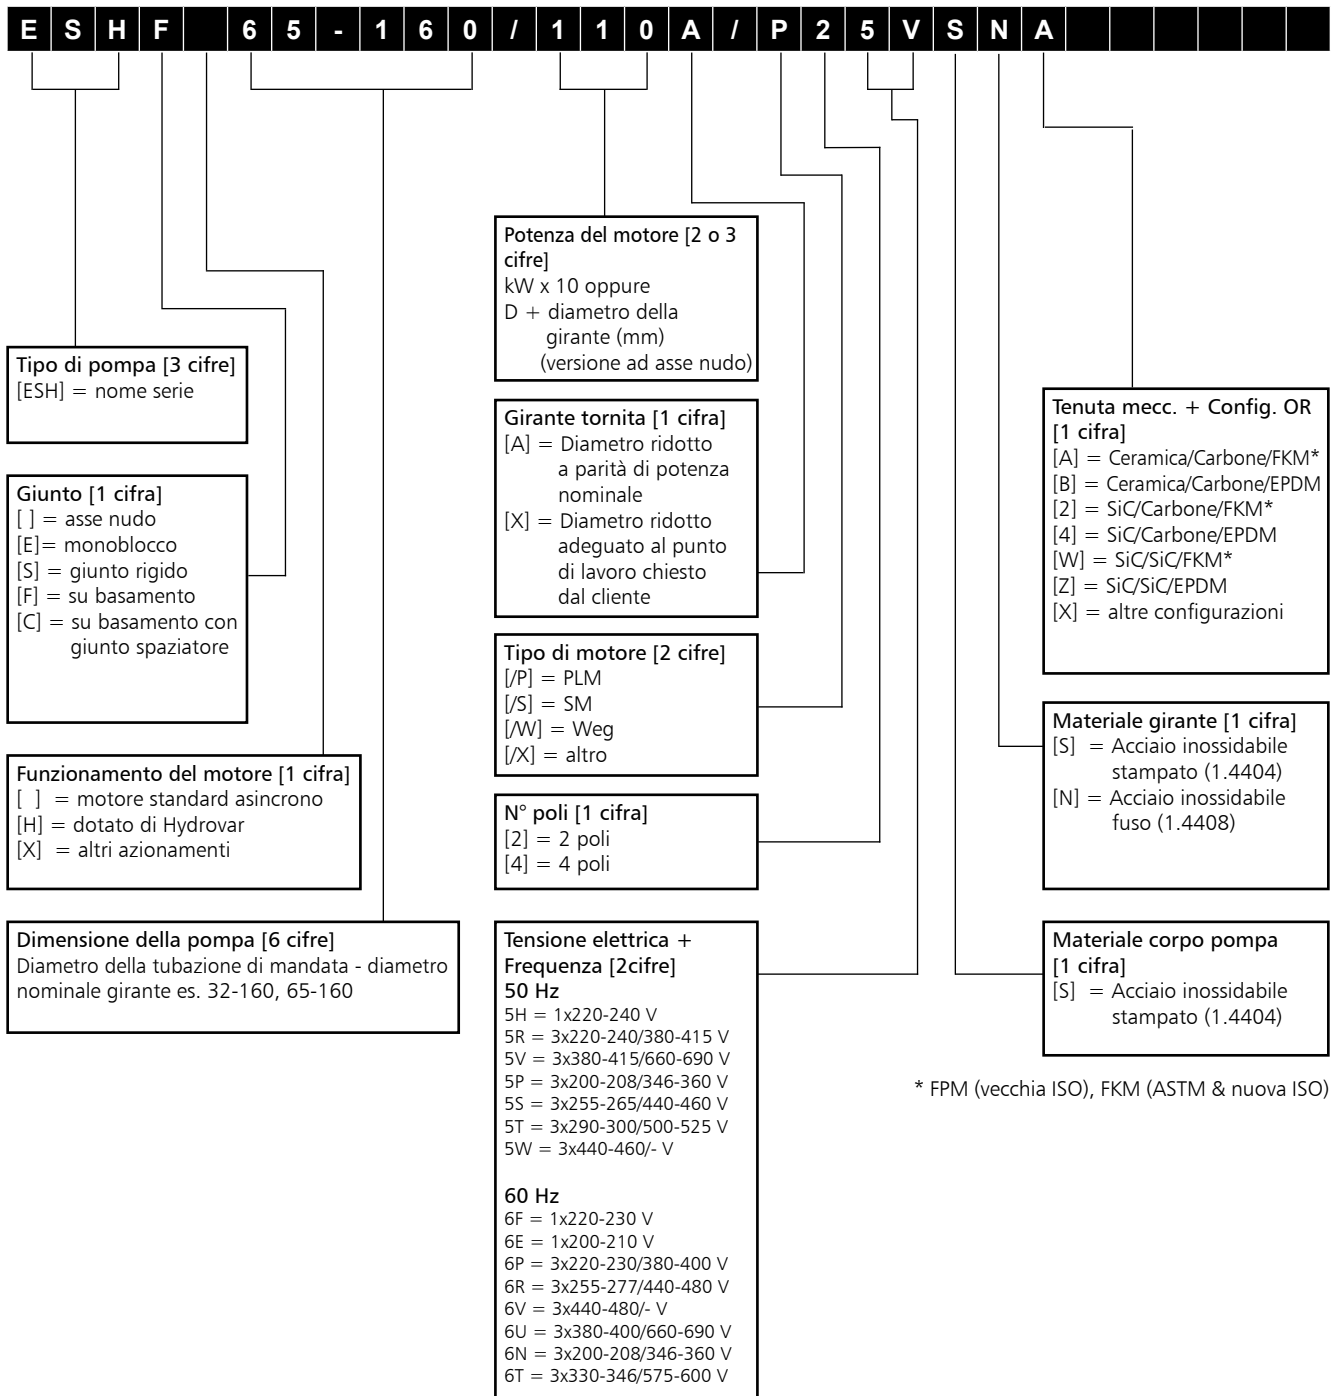 E S H F 6 5 - 1 6 0 / 1 1 0 A / P 2 5 V S N A
Tipo di pompa [3 cifre]
[ESH] = nome serie
Giunto [1 cifra]
[ ] = asse nudo
[E]= monoblocco
[S] = giunto rigido
[F] = su basamento
[C] = su basamento con
giunto spaziatore
Funzionamento del motore [1 cifra]
[ ] = motore standard asincrono
[H] = dotato di Hydrovar
[X] = altri azionamenti
Dimensione della pompa [6 cifre]
Diametro della tubazione di mandata - diametro
nominale girante es. 32-160, 65-160
Potenza del motore [2 o 3
cifre]
kW x 10 oppure
D + diametro della
girante (mm)
(versione ad asse nudo)
Girante tornita [1 cifra]
[A] = Diametro ridotto
a parità di potenza
nominale
[X] = Diametro ridotto
adeguato al punto
di lavoro chiesto
dal cliente
Tipo di motore [2 cifre]
[/P] = PLM
[/S] = SM
[/W] = Weg
[/X] = altro
N° poli [1 cifra]
[2] = 2 poli
[4] = 4 poli
Tensione elettrica +
Frequenza [2cifre]
50 Hz
5H = 1x220-240 V
5R = 3x220-240/380-415 V
5V = 3x380-415/660-690 V
5P = 3x200-208/346-360 V
5S = 3x255-265/440-460 V
5T = 3x290-300/500-525 V
5W = 3x440-460/- V
60 Hz
6F = 1x220-230 V
6E = 1x200-210 V
6P = 3x220-230/380-400 V
6R = 3x255-277/440-480 V
6V = 3x440-480/- V
6U = 3x380-400/660-690 V
6N = 3x200-208/346-360 V
6T = 3x330-346/575-600 V
Tenuta mecc. + Config. OR
[1 cifra]
[A] = Ceramica/Carbone/FKM*
[B] = Ceramica/Carbone/EPDM
[2] = SiC/Carbone/FKM*
[4] = SiC/Carbone/EPDM
[W] = SiC/SiC/FKM*
[Z] = SiC/SiC/EPDM
[X] = altre configurazioni
Materiale girante [1 cifra]
[S] = Acciaio inossidabile
stampato (1.4404)
[N] = Acciaio inossidabile
fuso (1.4408)
Materiale corpo pompa
[1 cifra]
[S] = Acciaio inossidabile
stampato (1.4404)
* FPM (vecchia ISO), FKM (ASTM & nuova ISO)